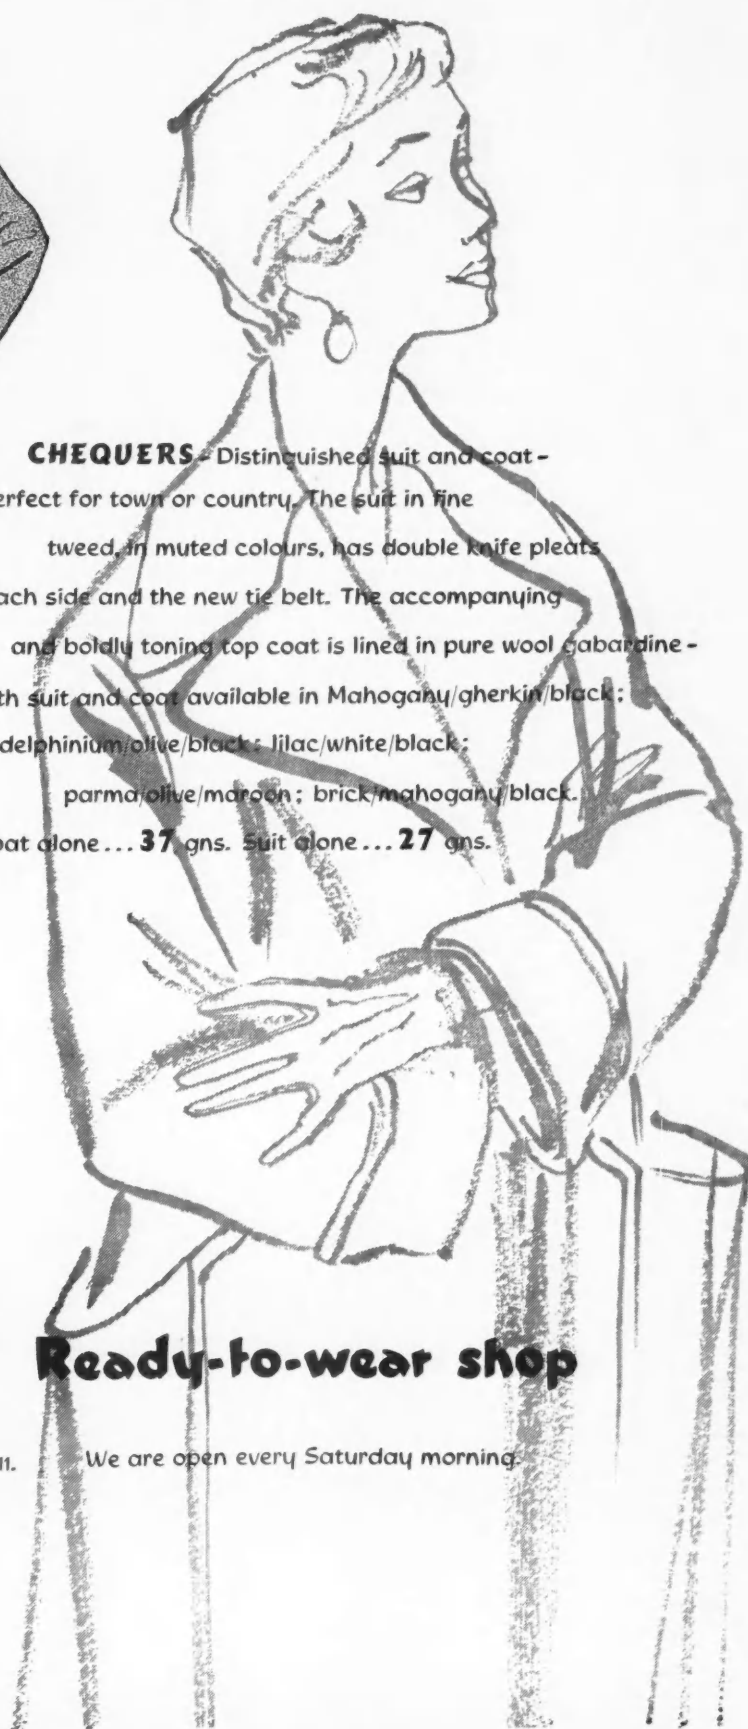 CHEQUERS - Distinguished suit and coat -
erfect for town or country. The suit in fine
tweed, in muted colours, has double knife pleats
ach side and the new tie belt. The accompanying
and boldly toning top coat is lined in pure wool gabardine -
th suit and coat available in Mahogany/gherkin/black;
delphinium/olive/black; lilac/white/black;
parma/olive/maroon; brick/mahogany/black.
oat alone... 37 gns. Suit alone... 27 gns.
Ready-to-wear shop
11. We are open every Saturday morning.